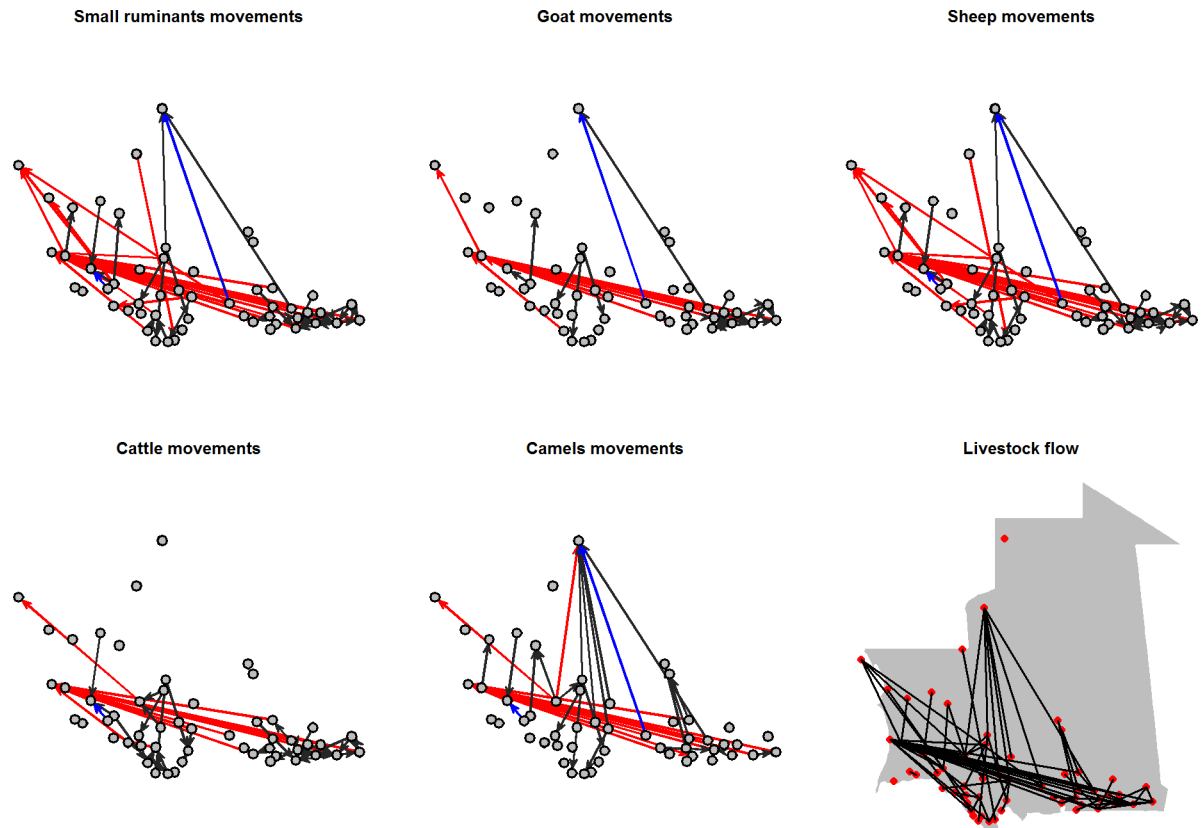 Small ruminants movements
Goat movements
Sheep movements
Cattle movements
Camels movements
Livestock flow